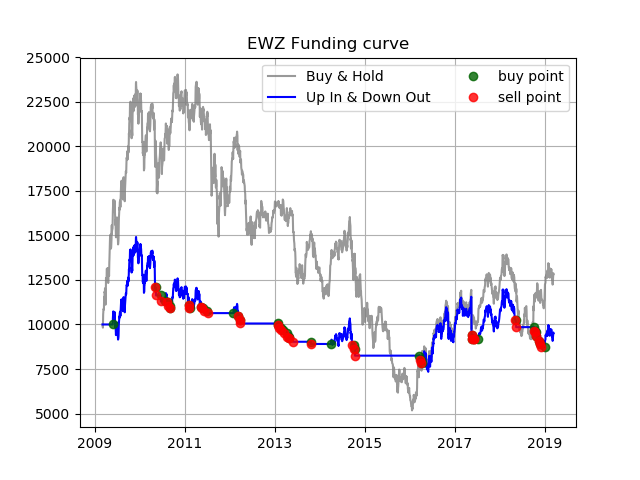 EWZ Funding curve
25000
22500
20000
17500
15000
12500
10000
7500
5000
Buy & Hold
Up In & Down Out
buy point
sell point
2009 2011 2013 2015 2017 2019